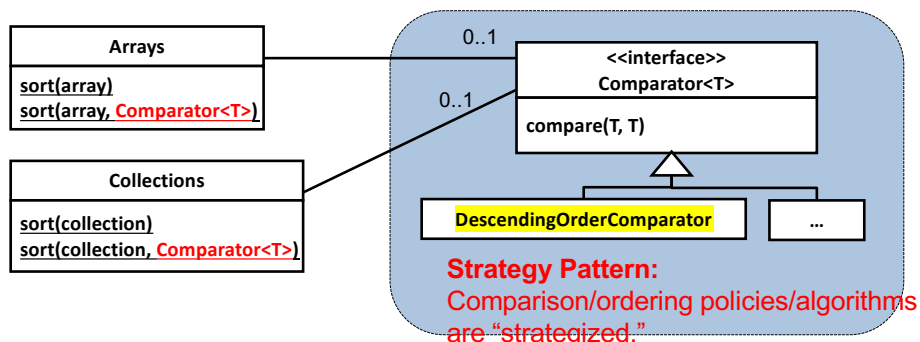 Arrays
sort(array)
sort(array, Comparator<T>)
0..1
0..1
Collections
sort(collection)
sort(collection, Comparator<T>)
<<interface>>
Comparator<T>
compare(T, T)
DescendingOrderComparator
...
Strategy Pattern:
Comparison/ordering policies/algorithms
are “strategized.”